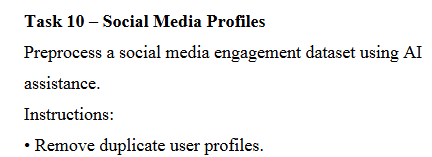 Task 10 – Social Media Profiles
Preprocess a social media engagement dataset using AI
assistance.
Instructions:
• Remove duplicate user profiles.